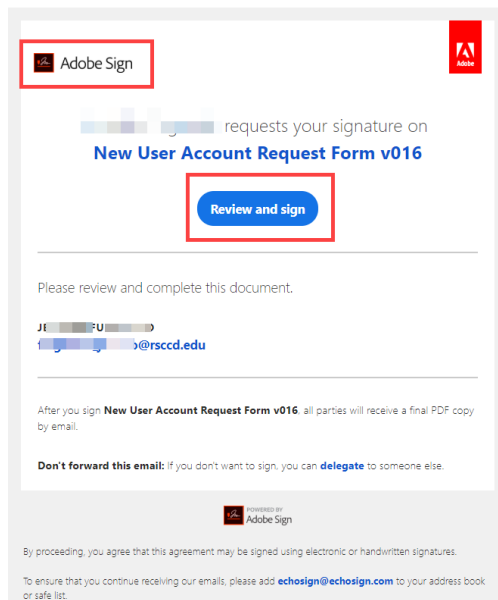 Adobe Sign
Adobe
requests your signature on
New User Account Request Form v016
Review and sign
Please review and complete this document.
@rsccd.edu
After you sign New User Account Request Form v016, all parties will receive a final PDF copy
by email.
Don't forward this email: If you don't want to sign, you can delegate to someone else.
POWERED BY
Adobe Sign
By proceeding, you agree that this agreement may be signed using electronic or handwritten signatures.
To ensure that you continue receiving our emails, please add echosign@echosign.com to your address book
or safe list.